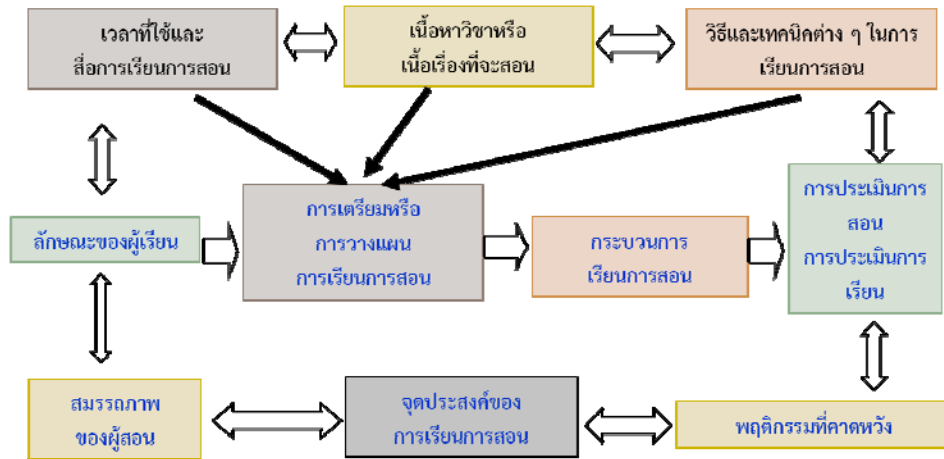 เวลาที่ใช้และ
สื่อการเรียนการสอน
เนื้อหาวิชาหรือ
เนื้อเรื่องที่จะสอน
วิธีและเทคนิคต่าง ๆ ในการ
เรียนการสอน
ลักษณะของผู้เรียน
การเตรียมหรือ
การวางแผน
การเรียนการสอน
กระบวนการ
เรียนการสอน
การประเมินการ
สอน
การประเมินการ
เรียน
สมรรถภาพ
ของผู้สอน
จุดประสงค์ของ
การเรียนการสอน
พฤติกรรมที่คาดหวัง